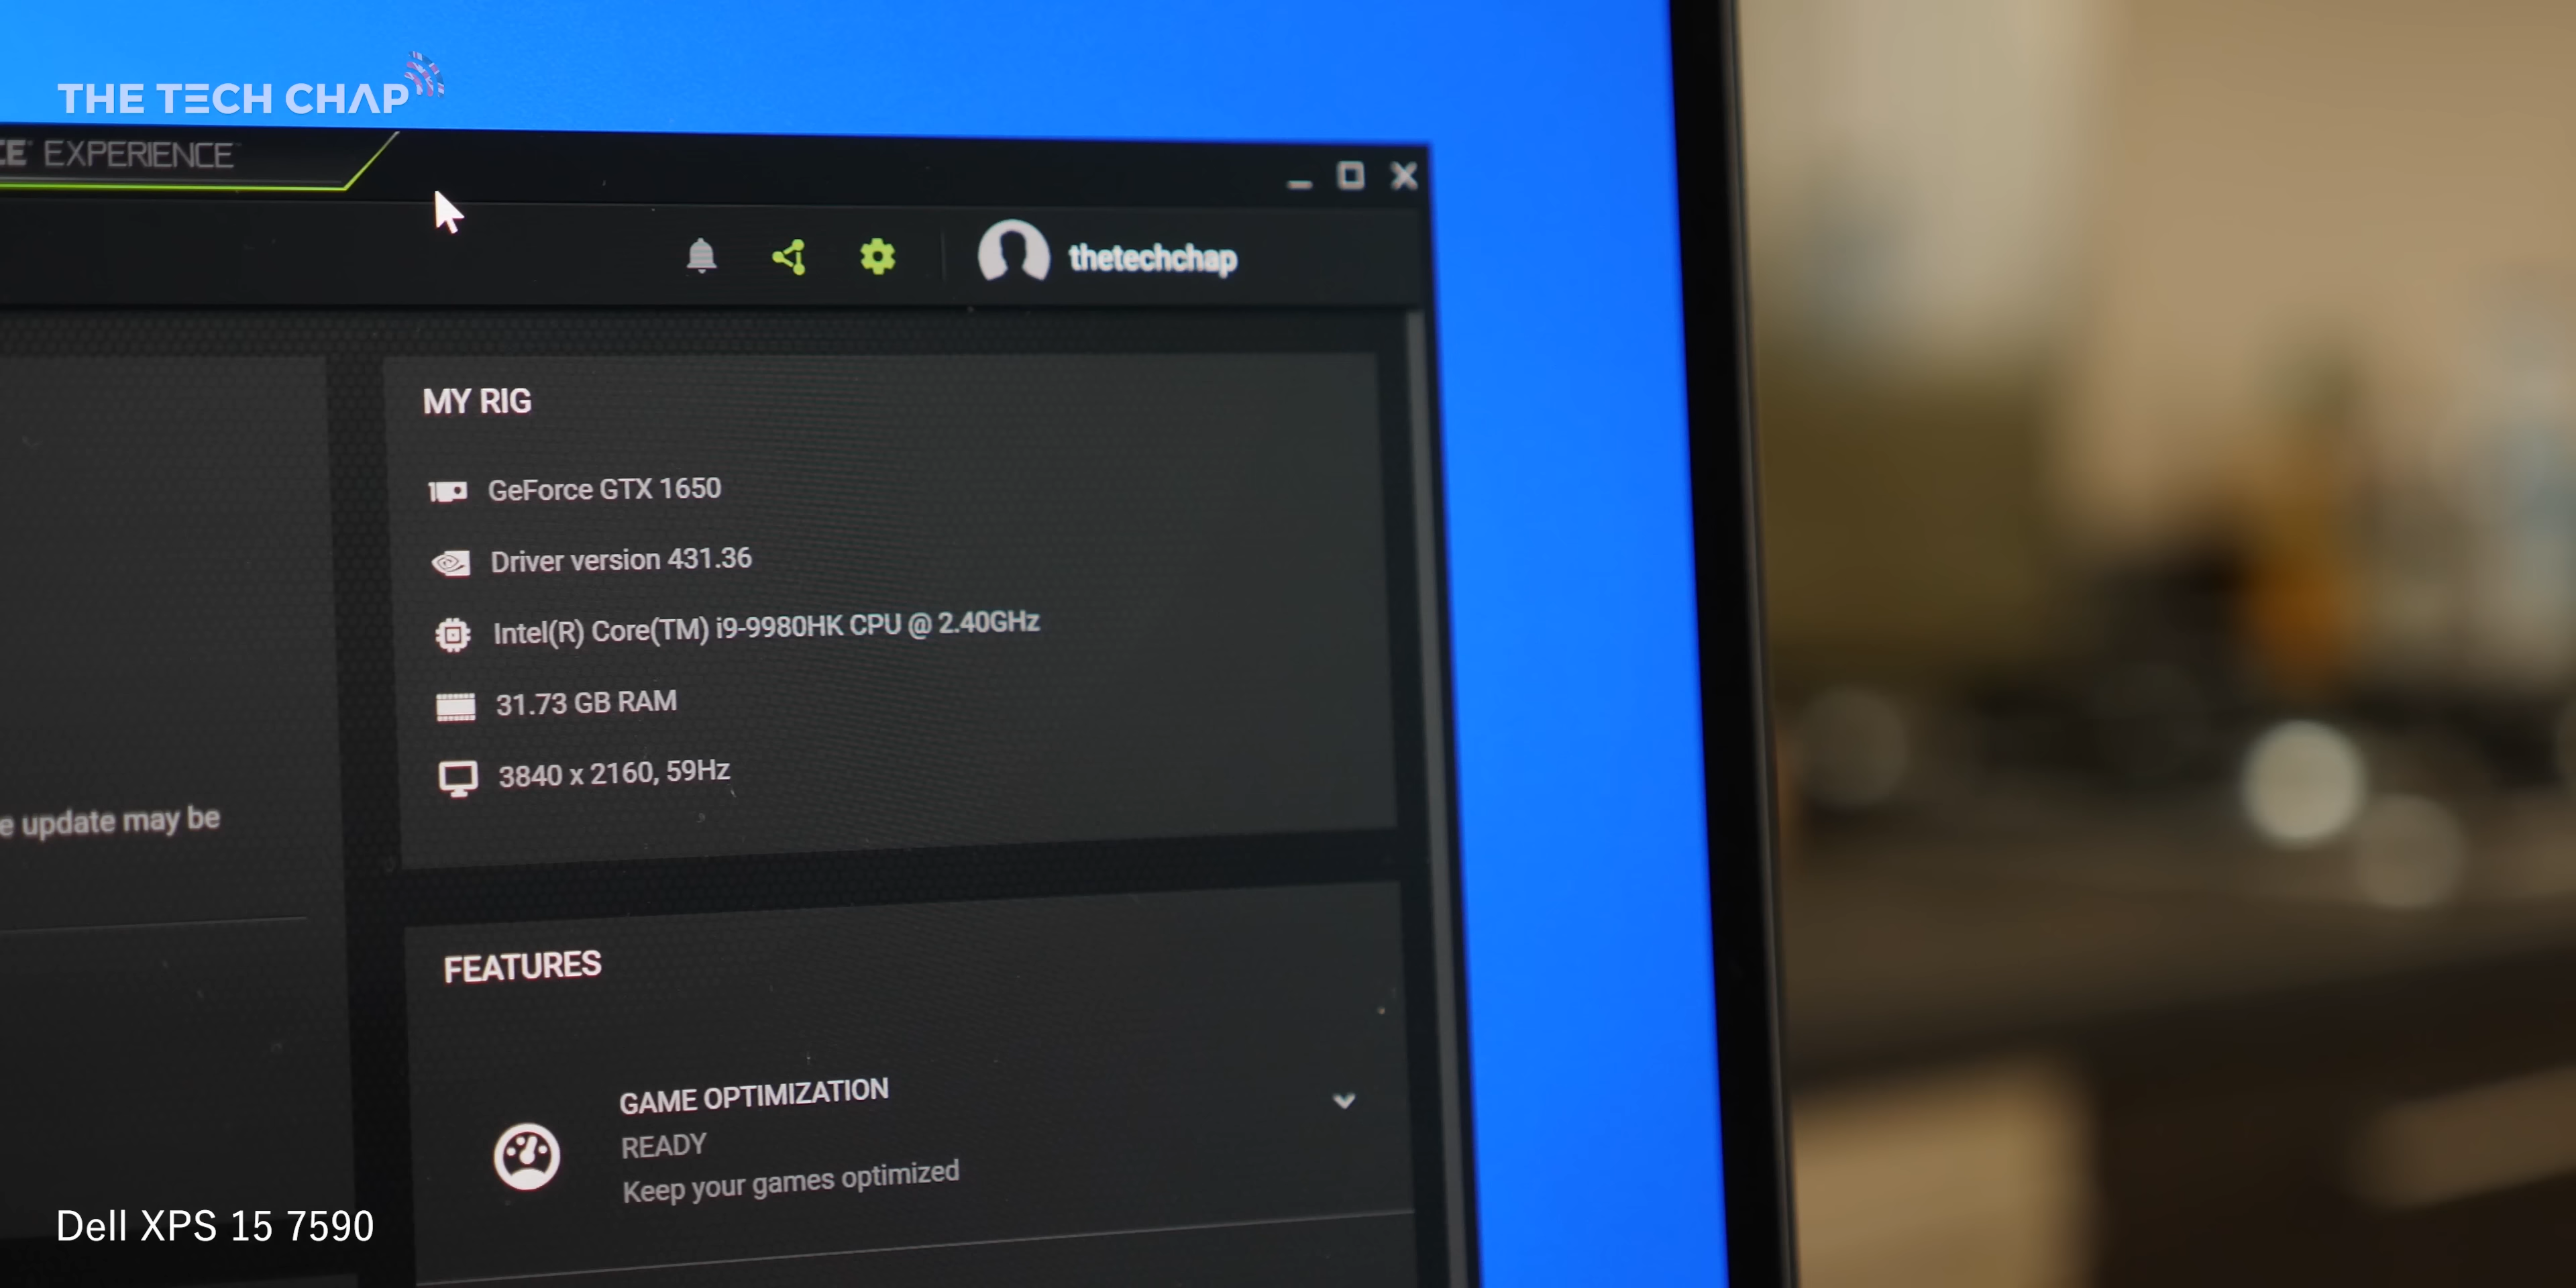 THE TECH CHAP
EXPERIENCE
thetechchap
MY RIG
GeForce GTX 1650
Driver version 431.36
Intel(R) Core(TM) i9-9980HK CPU @ 2.40GHz
31.73 GB RAM
3840 x 2160, 59Hz
update may be
FEATURES
GAME OPTIMIZATION
READY
Keep your games optimized
Dell XPS 15 7590